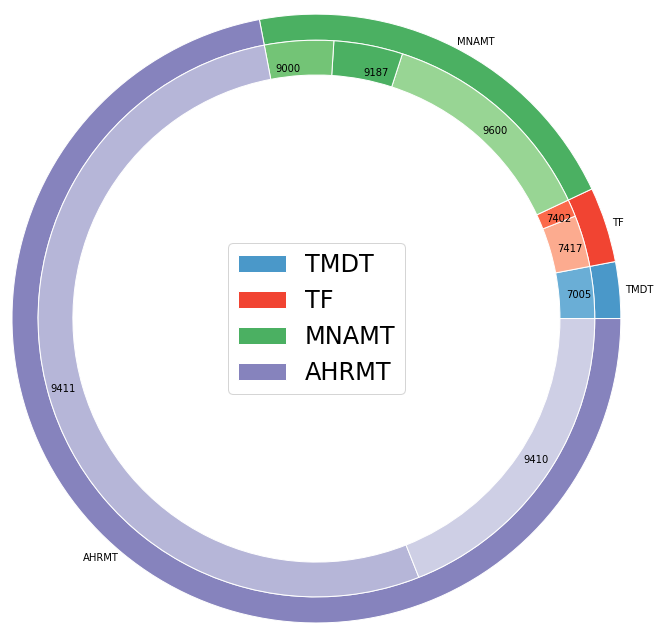 MNAMT
9000
9187
9600
7402
TF
7417
TMDT
7005
TMDT
TF
MNAMT
AHRMT
9411
9410
AHRMT